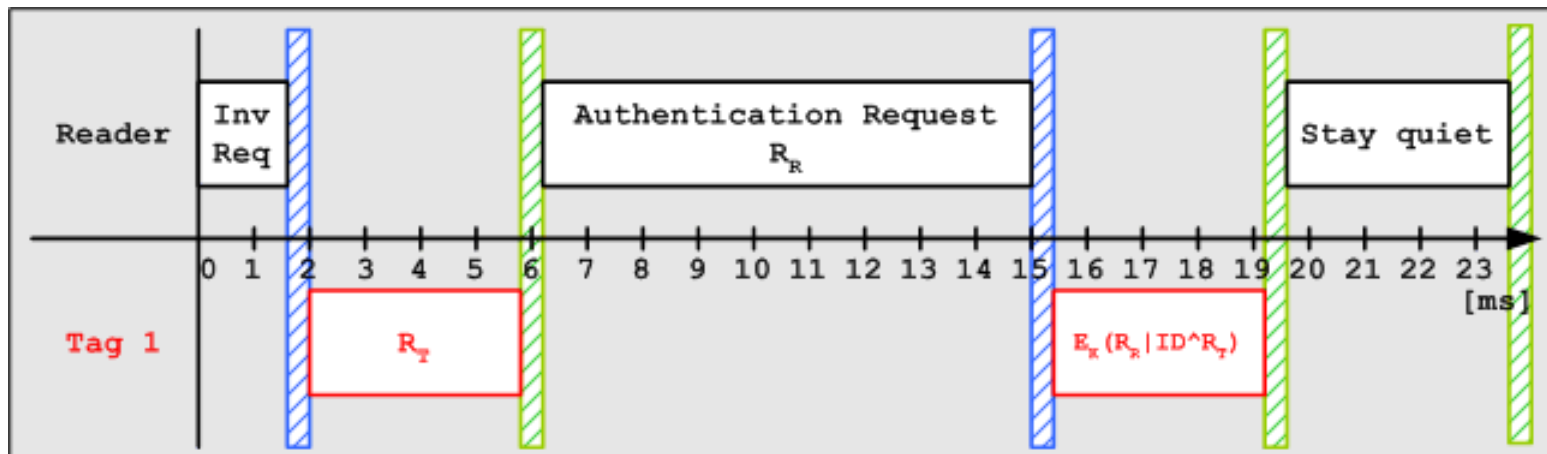 Inv
Req
Authentication Request
R_R
Stay quiet
Reader
0 1 2 3 4 5 6 7 8 9 10 11 12 13 14 15 16 17 18 19 20 21 22 23
[ms]
Tag 1
R_T
E_K(R_R|ID^R_T)